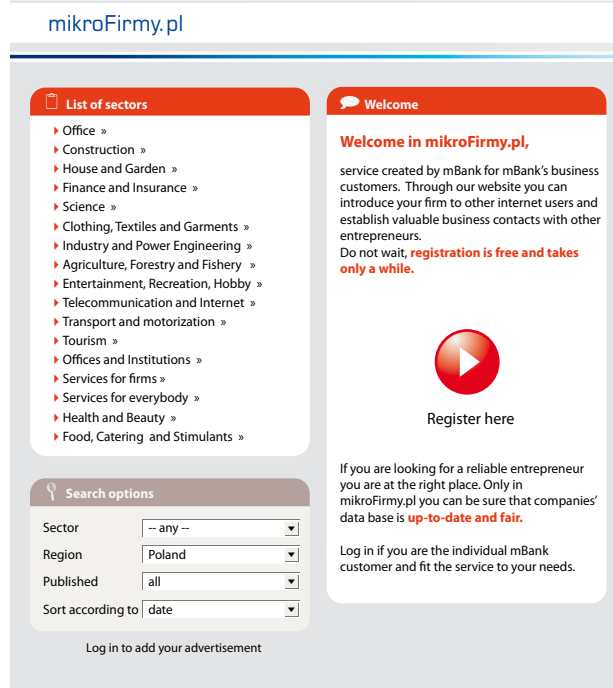 mikroFirmy.pl
List of sectors
Office »
Construction »
House and Garden »
Finance and Insurance »
Science »
Clothing, Textiles and Garments »
Industry and Power Engineering »
Agriculture, Forestry and Fishery »
Entertainment, Recreation, Hobby »
Telecommunication and Internet »
Transport and motorization »
Tourism »
Offices and Institutions »
Services for firms »
Services for everybody »
Health and Beauty »
Food, Catering and Stimulants »
Search options
Sector -- any --
Region Poland
Published all
Sort according to date
Log in to add your advertisement
Welcome
Welcome in mikroFirmy.pl,
service created by mBank for mBank's business
customers. Through our website you can
introduce your firm to other internet users and
establish valuable business contacts with other
entrepreneurs.
Do not wait, registration is free and takes
only a while.
Register here
If you are looking for a reliable entrepreneur
you are at the right place. Only in
mikroFirmy.pl you can be sure that companies'
data base is up-to-date and fair.
Log in if you are the individual mBank
customer and fit the service to your needs.